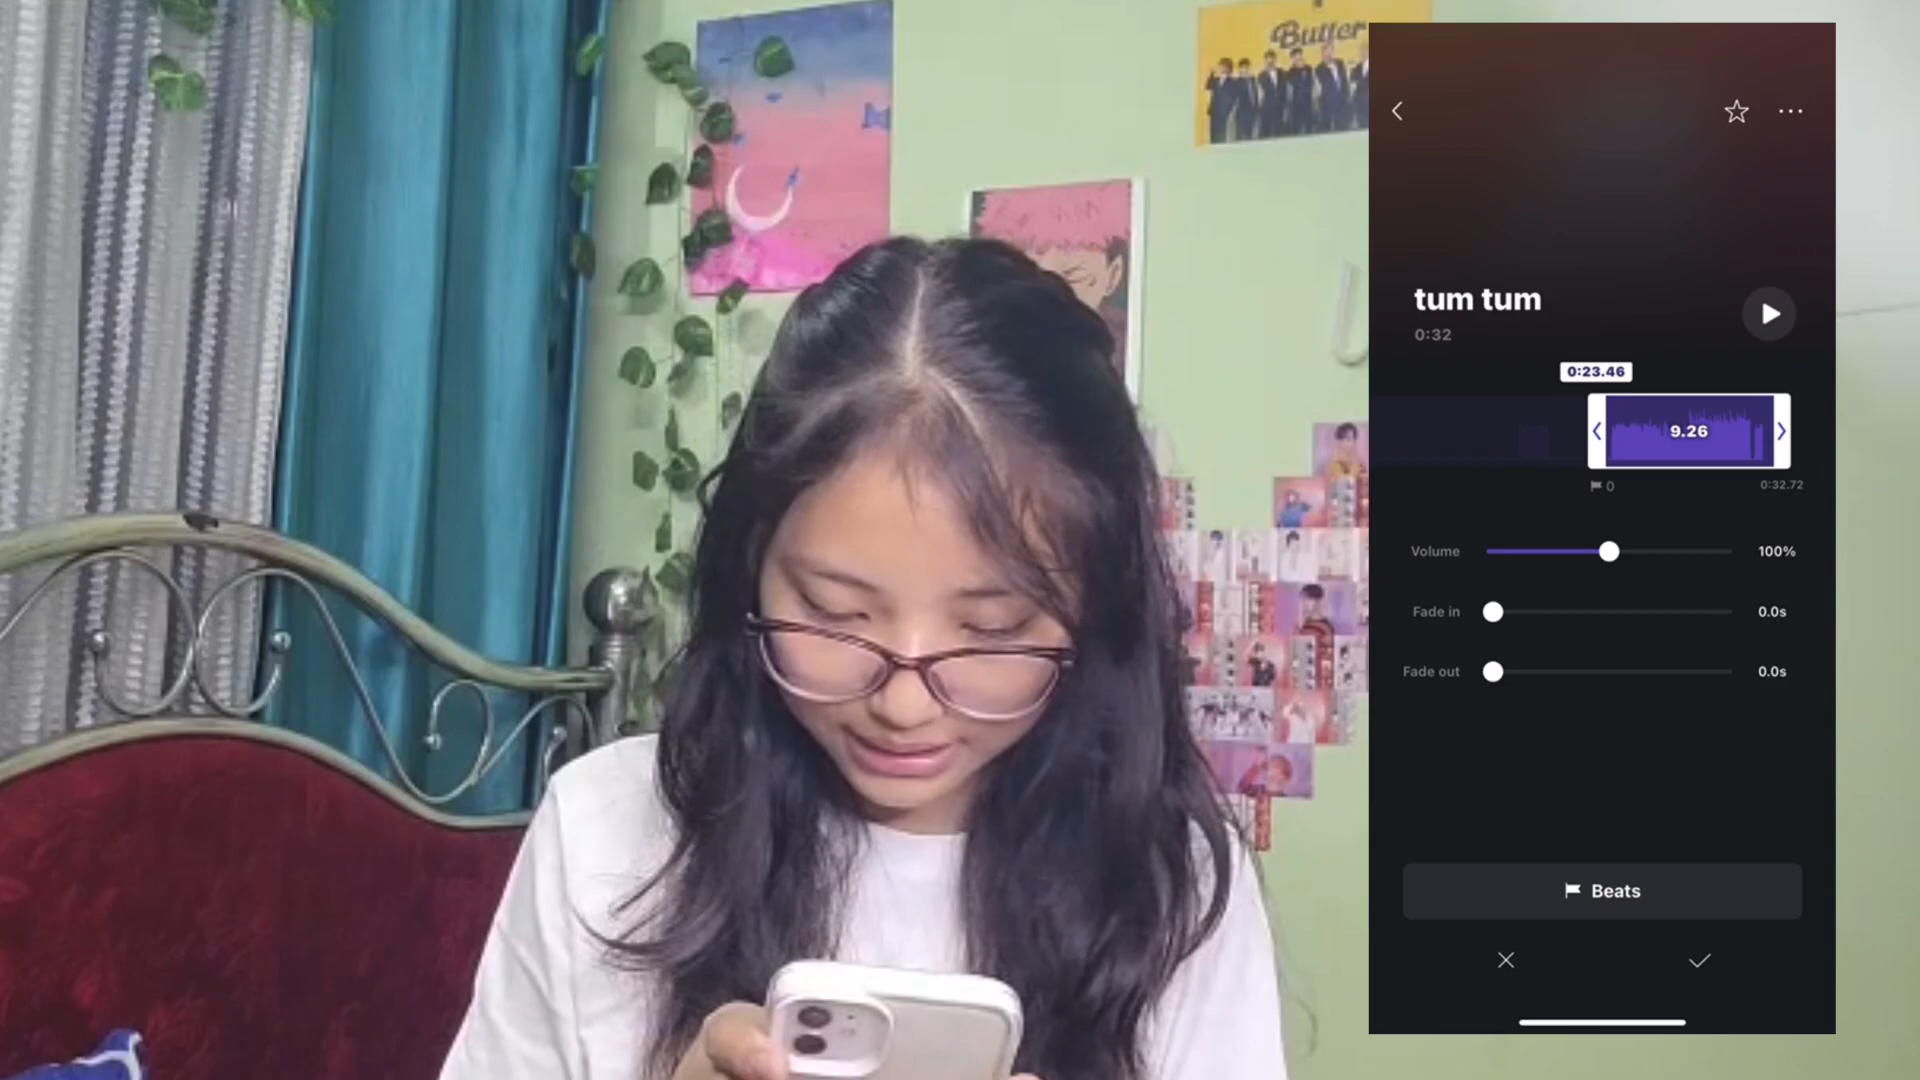 Butter
tum tum
0:32
0:23.46
9.26
0
0:32.72
Volume 100%
Fade in 0.0s
Fade out 0.0s
Beats